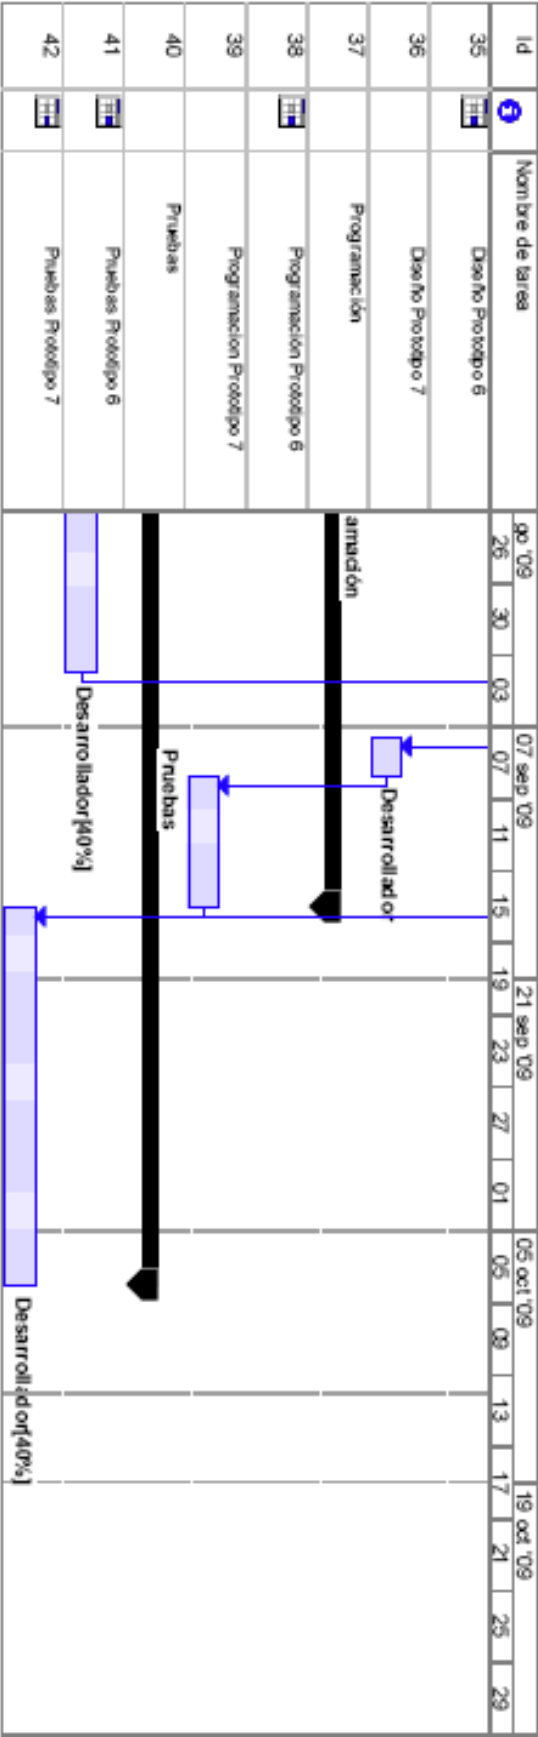 Id Nombre de tarea go '09 07 sep '09 21 sep '09 05 oct '09 19 oct '09
26 30 03 07 11 15 19 23 27 01 05 09 13 17 21 25 29
35 Diseño Prototipo 6
36 Diseño Prototipo 7 Desarrollador
37 Programación amación
38 Programación Prototipo 6
39 Programacion Prototipo 7
40 Pruebas Pruebas
41 Pruebas Prototipo 6 Desarrollador[40%]
42 Pruebas Prototipo 7 Desarrollador[40%]